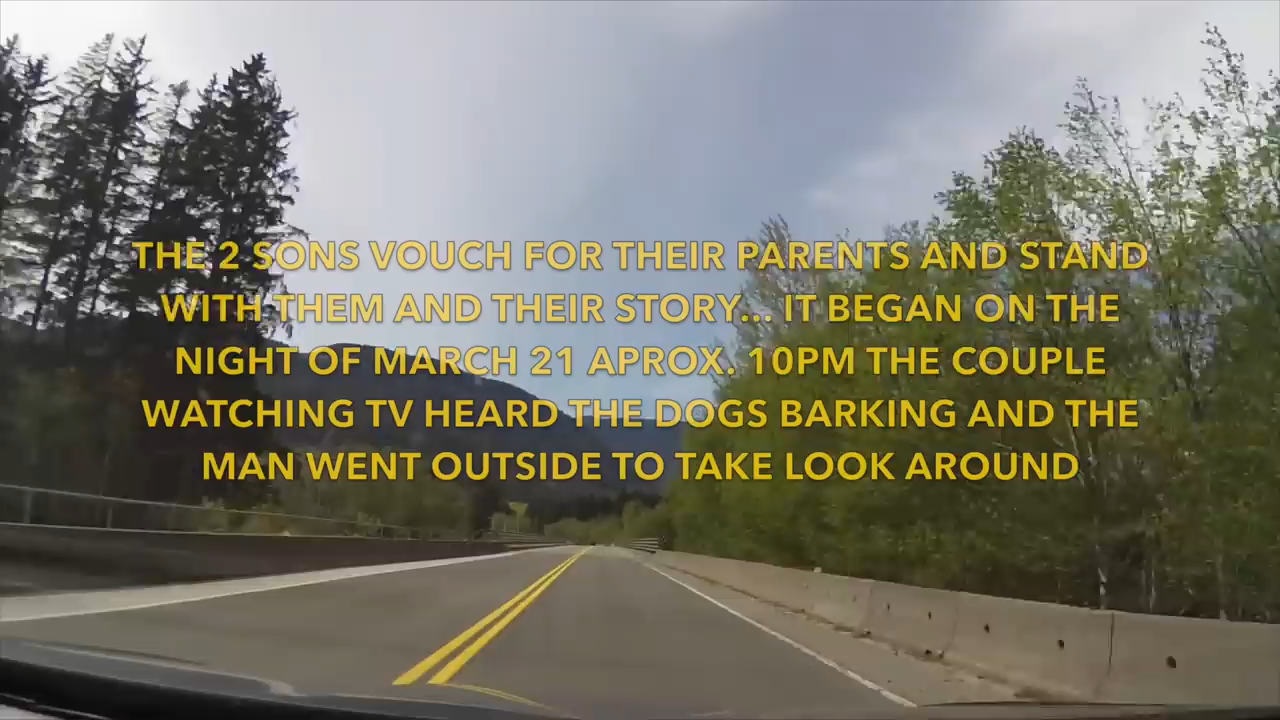 THE 2 SONS VOUCH FOR THEIR PARENTS AND STAND
WITH THEM AND THEIR STORY... IT BEGAN ON THE
NIGHT OF MARCH 21 APROX. 10PM THE COUPLE
WATCHING TV HEARD THE DOGS BARKING AND THE
MAN WENT OUTSIDE TO TAKE LOOK AROUND